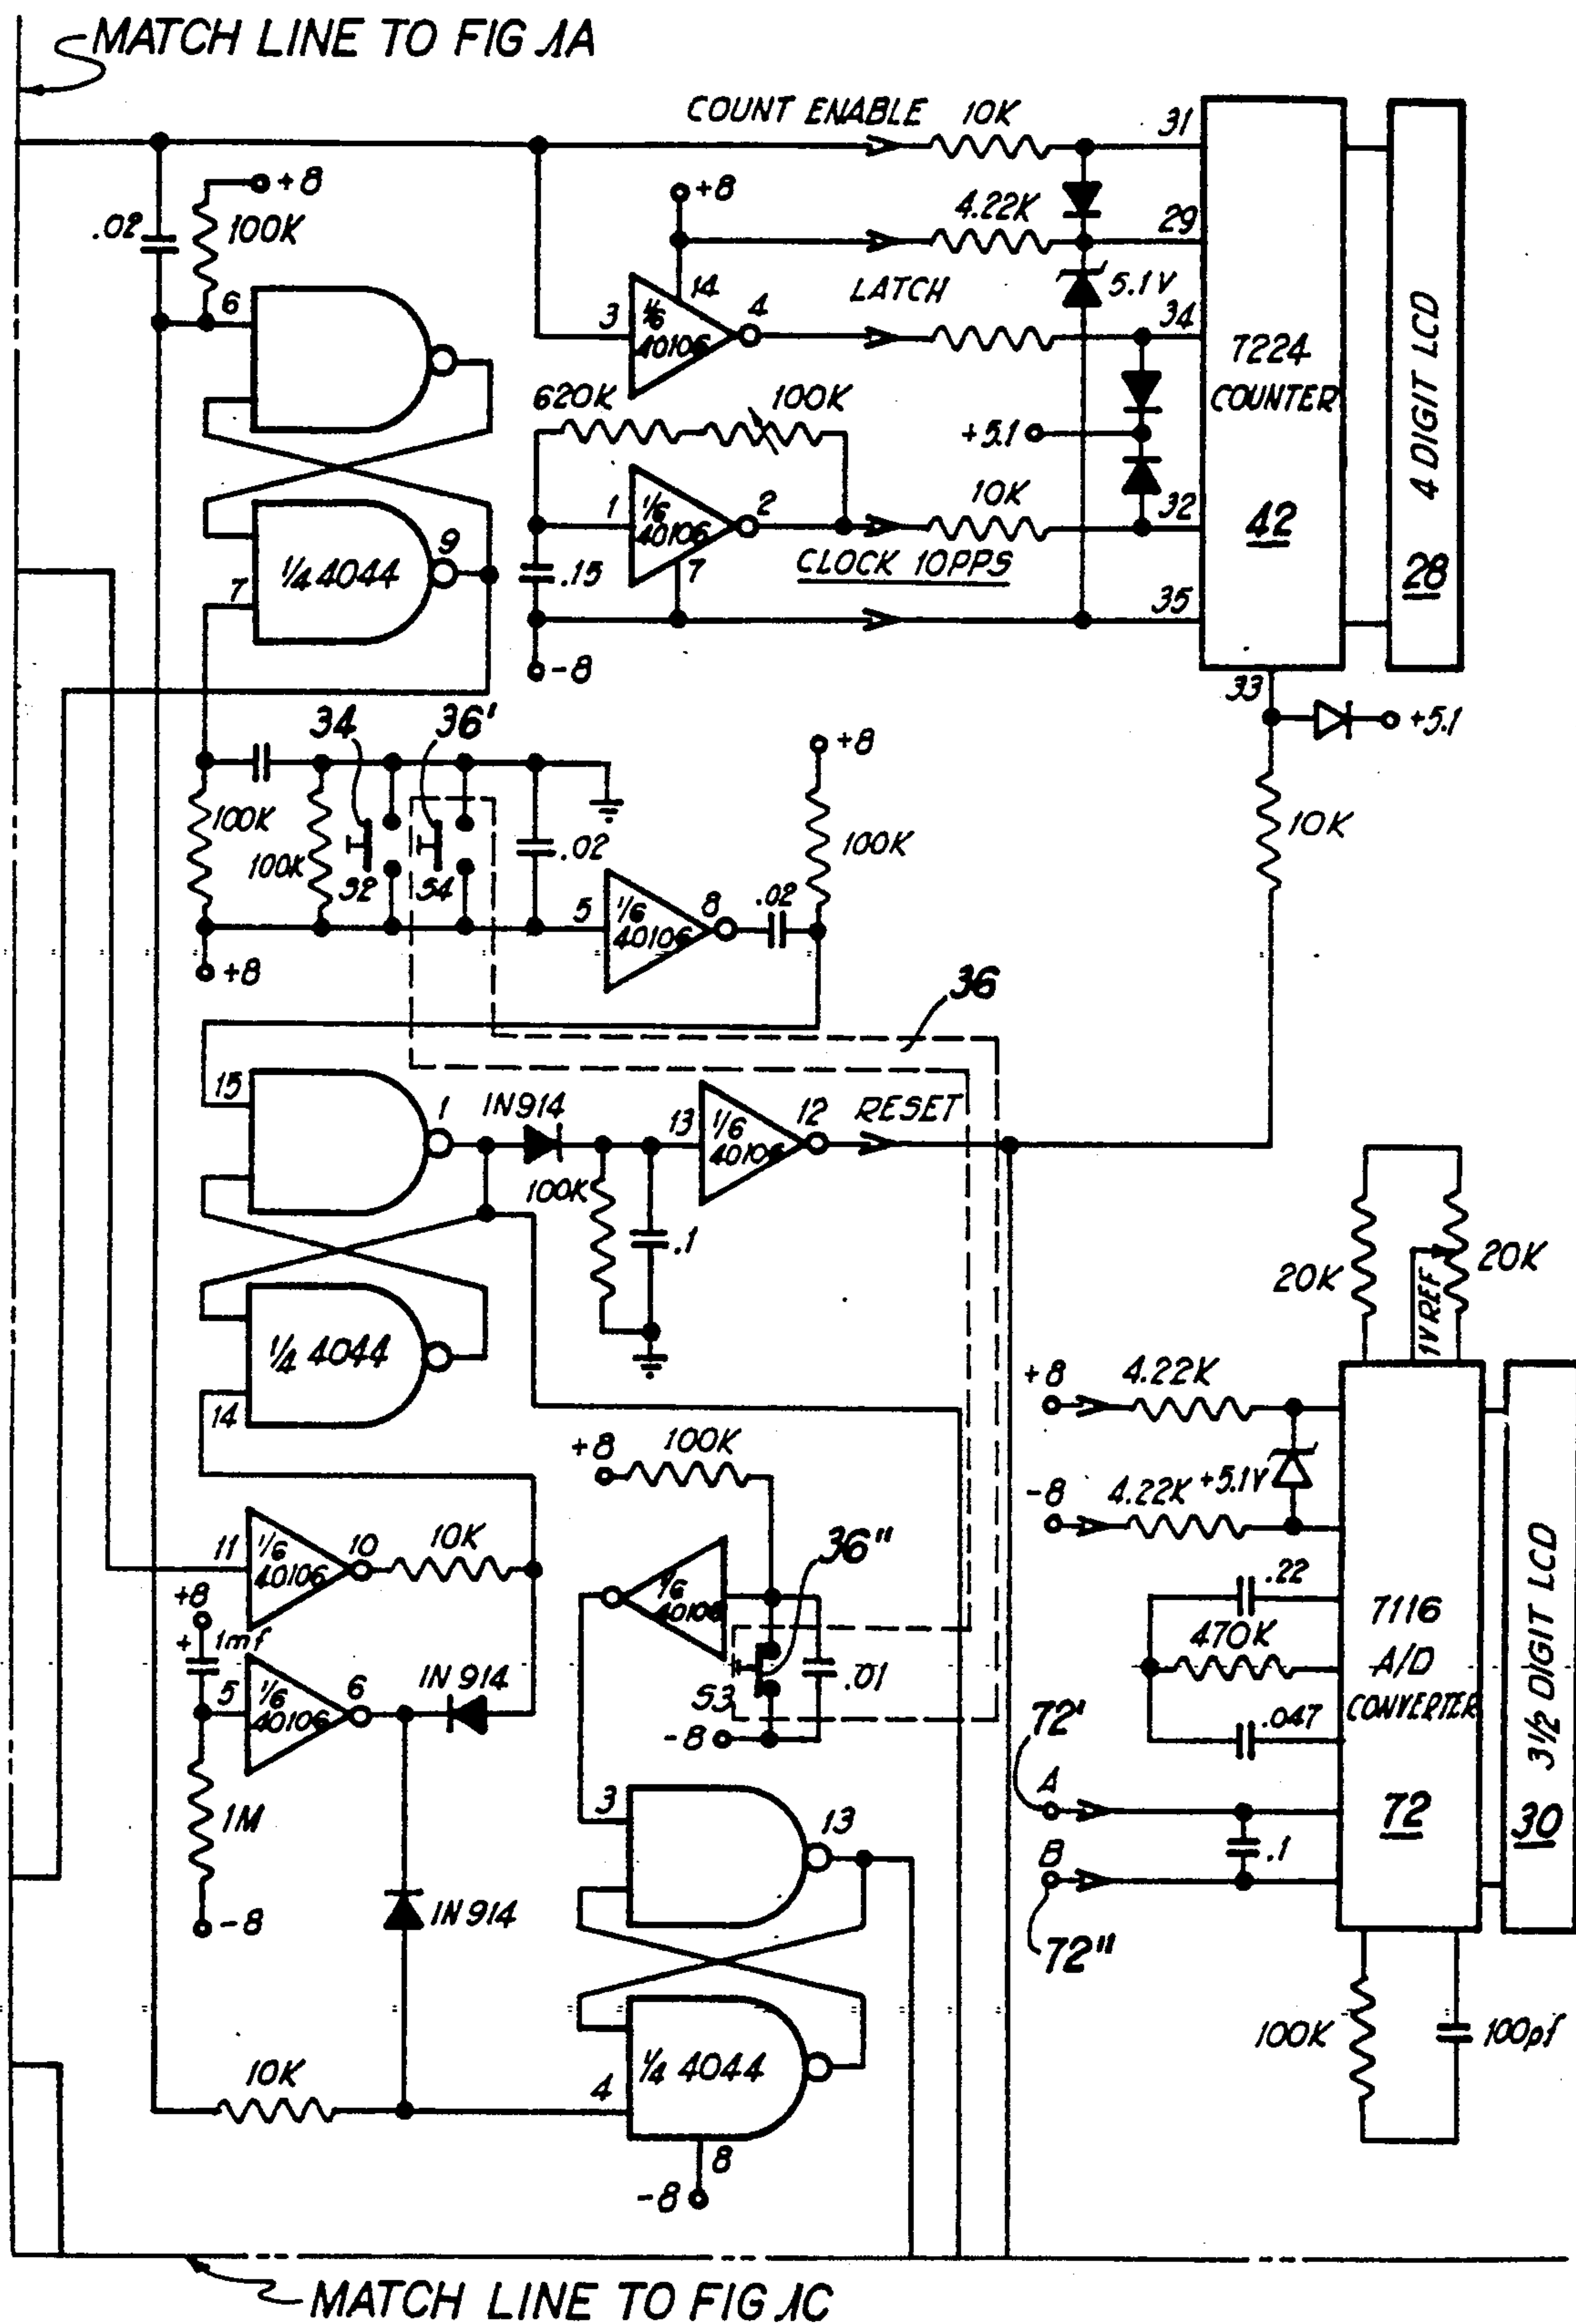 MATCH LINE TO FIG 1A
COUNT ENABLE
10K
31
+8
100K
.02
+8
4.22K
29
6
14
LATCH
5.1V
3
1/6 40106
4
34
7224 COUNTER
4 DIGIT LCD
620K
100K
+5.1
1
1/6 40106
2
10K
32
42
9
1/4 4044
7
.15
7
CLOCK 10PPS
28
35
-8
33
+5.1
34
36'
+8
100K
100K
S2
S4
.02
100K
10K
5
1/6 40106
8
.02
+8
36
15
1
IN914
13
1/6 40106
12
RESET
100K
.1
20K
20K
1V REF
1/4 4044
14
+8
4.22K
+8
100K
-8
4.22K
+5.1V
11
1/6 40106
10
10K
36"
+8
+
1mf
1/6 40106
.22
7116 A/D CONVERTER
3½ DIGIT LCD
470K
5
1/6 40106
6
IN 914
S3
.01
-8
.047
72'
1M
A
72
30
3
13
B
.1
-8
IN914
72"
10K
4
1/4 4044
100K
100pf
8
-8
MATCH LINE TO FIG 1C